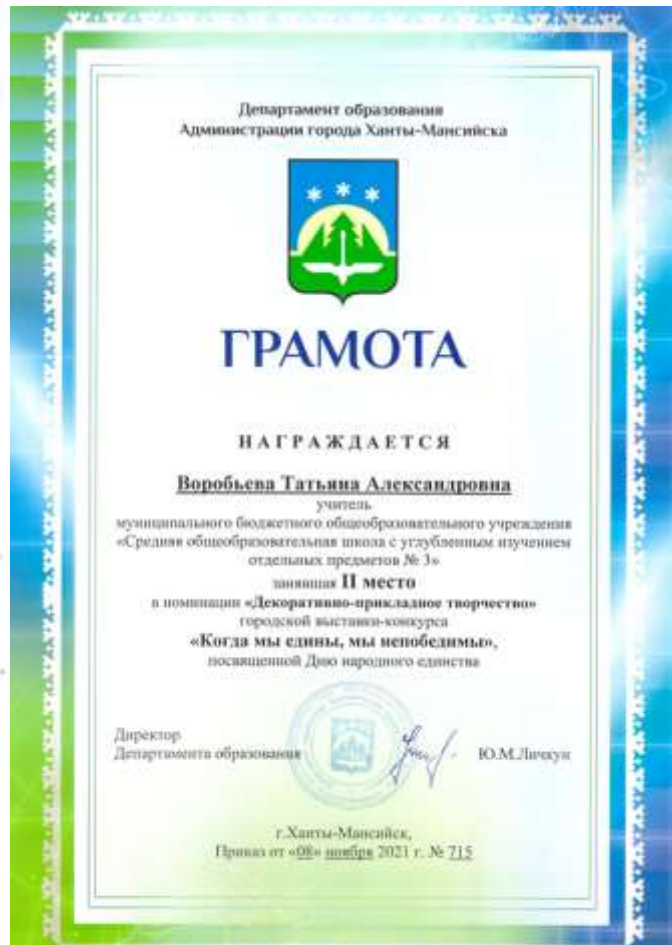 Департамент образования
Администрации города Ханты-Мансийска
ГРАМОТА
НАГРАЖДАЕТСЯ
Воробьева Татьяна Александровна
учитель
муниципального бюджетного общеобразовательного учреждения
«Средняя общеобразовательная школа с углубленным изучением
отдельных предметов № 3»
занявшая II место
в номинации «Декоративно-прикладное творчество»
городской выставки-конкурса
«Когда мы едины, мы непобедимы»,
посвященной Дню народного единства
Директор
Департамента образования Ю.М.Личкун
г.Ханты-Мансийск,
Приказ от «08» ноября 2021 г. № 715